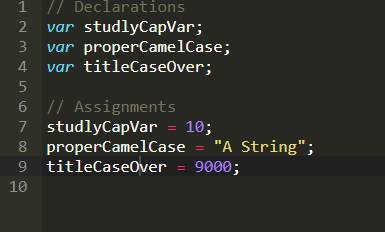 1 // Declarations
2 var studlyCapVar;
3 var properCamelCase;
4 var titleCaseOver;
5
6 // Assignments
7 studlyCapVar = 10;
8 properCamelCase = "A String";
9 titleCaseOver = 9000;
10